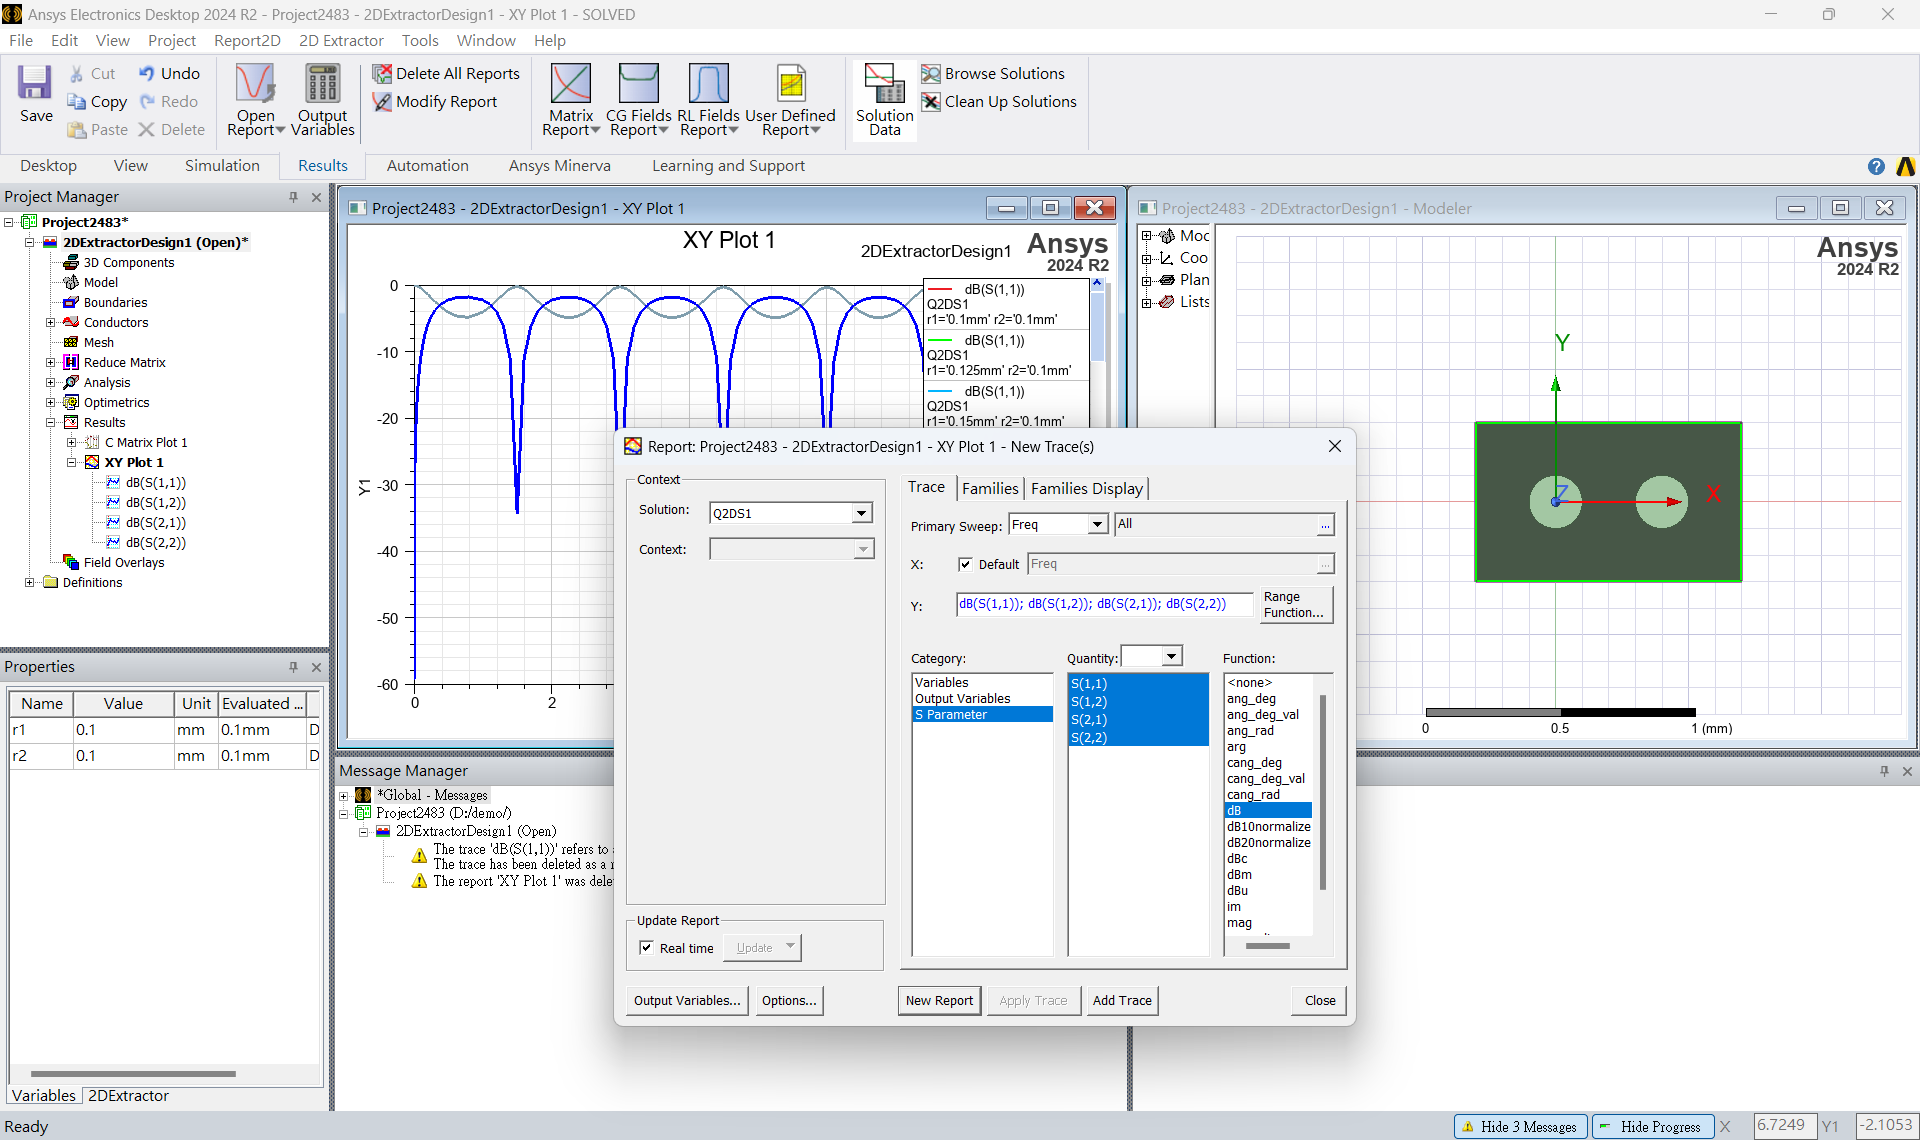 Ansys Electronics Desktop 2024 R2 - Project2483 - 2DExtractorDesign1 - XY Plot 1 - SOLVED
File Edit View Project Report2D 2D Extractor Tools Window Help
Save
Cut
Copy
Paste
Undo
Redo
Delete
Open Report
Output Variables
Delete All Reports
Modify Report
Matrix Report
CG Fields Report
RL Fields Report
User Defined Report
Solution Data
Browse Solutions
Clean Up Solutions
Desktop View Simulation Results Automation Ansys Minerva Learning and Support
Project Manager
Project2483*
2DExtractorDesign1 (Open)*
3D Components
Model
Boundaries
Conductors
Mesh
Reduce Matrix
Analysis
Optimetrics
Results
C Matrix Plot 1
XY Plot 1
dB(S(1,1))
dB(S(1,2))
dB(S(2,1))
dB(S(2,2))
Field Overlays
Definitions
Properties
Name Value Unit Evaluated ...
r1 0.1 mm 0.1mm D
r2 0.1 mm 0.1mm D
Variables 2DExtractor
Ready
Project2483 - 2DExtractorDesign1 - XY Plot 1
XY Plot 1
2DExtractorDesign1
Ansys
2024 R2
Y1
0
-10
-20
-30
-40
-50
-60
0
2
dB(S(1,1))
Q2DS1
r1='0.1mm' r2='0.1mm'
dB(S(1,1))
Q2DS1
r1='0.125mm' r2='0.1mm'
dB(S(1,1))
Q2DS1
r1='0.15mm' r2='0.1mm'
Project2483 - 2DExtractorDesign1 - Modeler
Moc
Coo
Plan
Lists
Ansys
2024 R2
Y
Z
X
0 0.5 1 (mm)
Message Manager
*Global - Messages
Project2483 (D:/demo/)
2DExtractorDesign1 (Open)
The trace 'dB(S(1,1))' refers to
The trace has been deleted as a
The report 'XY Plot 1' was dele
Report: Project2483 - 2DExtractorDesign1 - XY Plot 1 - New Trace(s)
Context
Solution: Q2DS1
Context:
Update Report
Real time Update
Output Variables... Options...
Trace Families Families Display
Primary Sweep: Freq All ...
X: Default Freq ...
Y: dB(S(1,1)); dB(S(1,2)); dB(S(2,1)); dB(S(2,2))
Range Function...
Category:
Variables
Output Variables
S Parameter
Quantity:
S(1,1)
S(1,2)
S(2,1)
S(2,2)
Function:
<none>
ang_deg
ang_deg_val
ang_rad
arg
cang_deg
cang_deg_val
cang_rad
dB
dB10normalize
dB20normalize
dBc
dBm
dBu
im
mag
New Report Apply Trace Add Trace Close
Hide 3 Messages Hide Progress X 6.7249 Y1 -2.1053